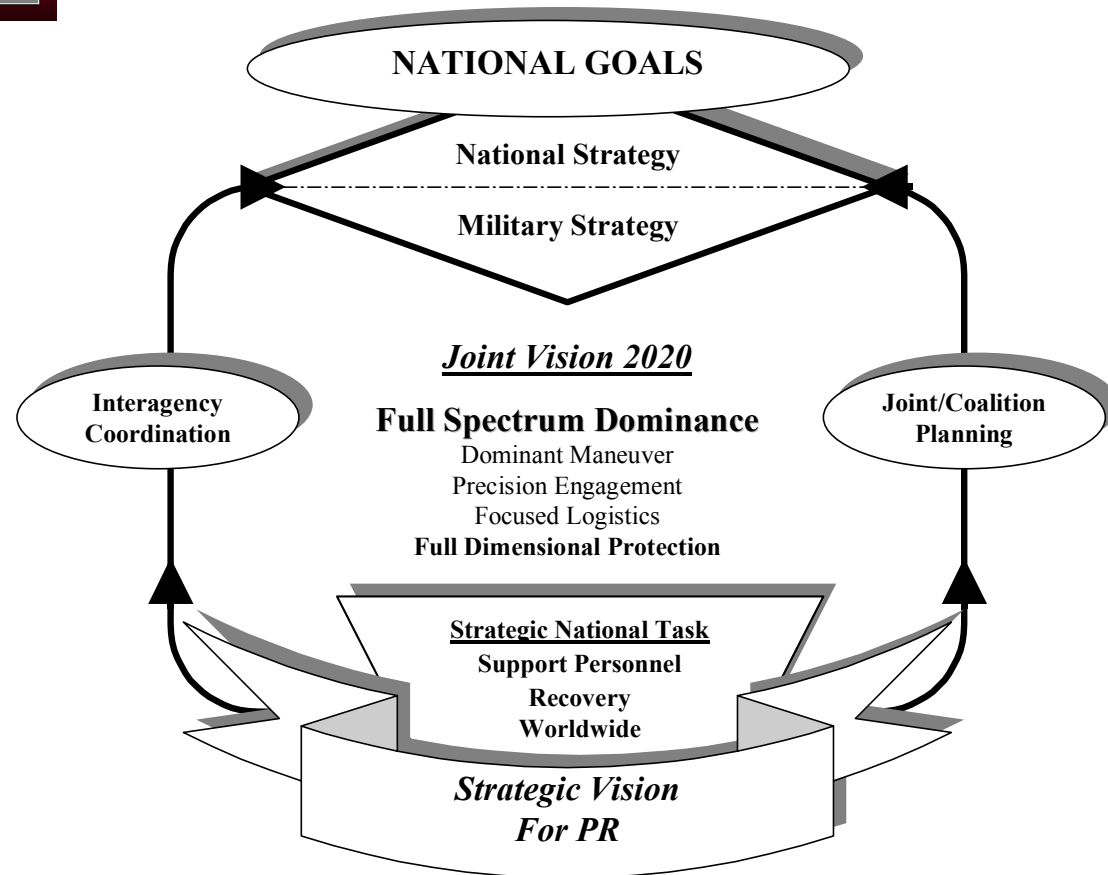 NATIONAL GOALS
National Strategy
Military Strategy
Joint Vision 2020
Interagency
Coordination
Full Spectrum Dominance
Dominant Maneuver
Precision Engagement
Focused Logistics
Full Dimensional Protection
Joint/Coalition
Planning
Strategic National Task
Support Personnel
Recovery
Worldwide
Strategic Vision
For PR